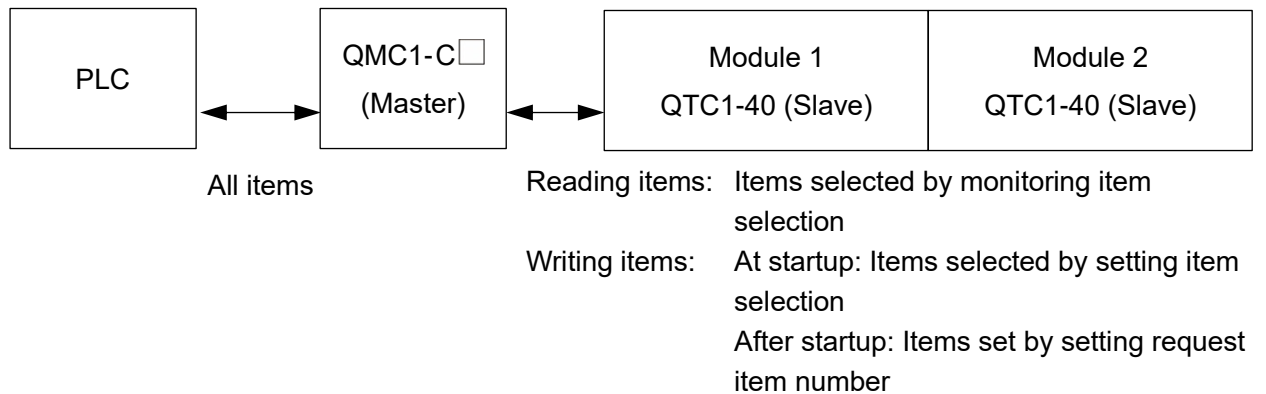 PLC
QMC1-C□
(Master)
Module 1
QTC1-40 (Slave)
Module 2
QTC1-40 (Slave)
All items
Reading items: Items selected by monitoring item
selection
Writing items: At startup: Items selected by setting item
selection
After startup: Items set by setting request
item number